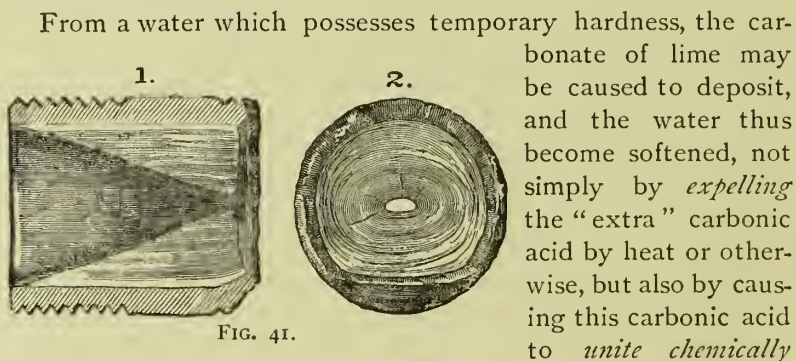 From a water which possesses temporary hardness, the car-
bonate of lime may
be caused to deposit,
and the water thus
become softened, not
simply by expelling
the “extra” carbonic
acid by heat or other-
wise, but also by caus-
ing this carbonic acid
to unite chemically
1.
2.
FIG. 41.